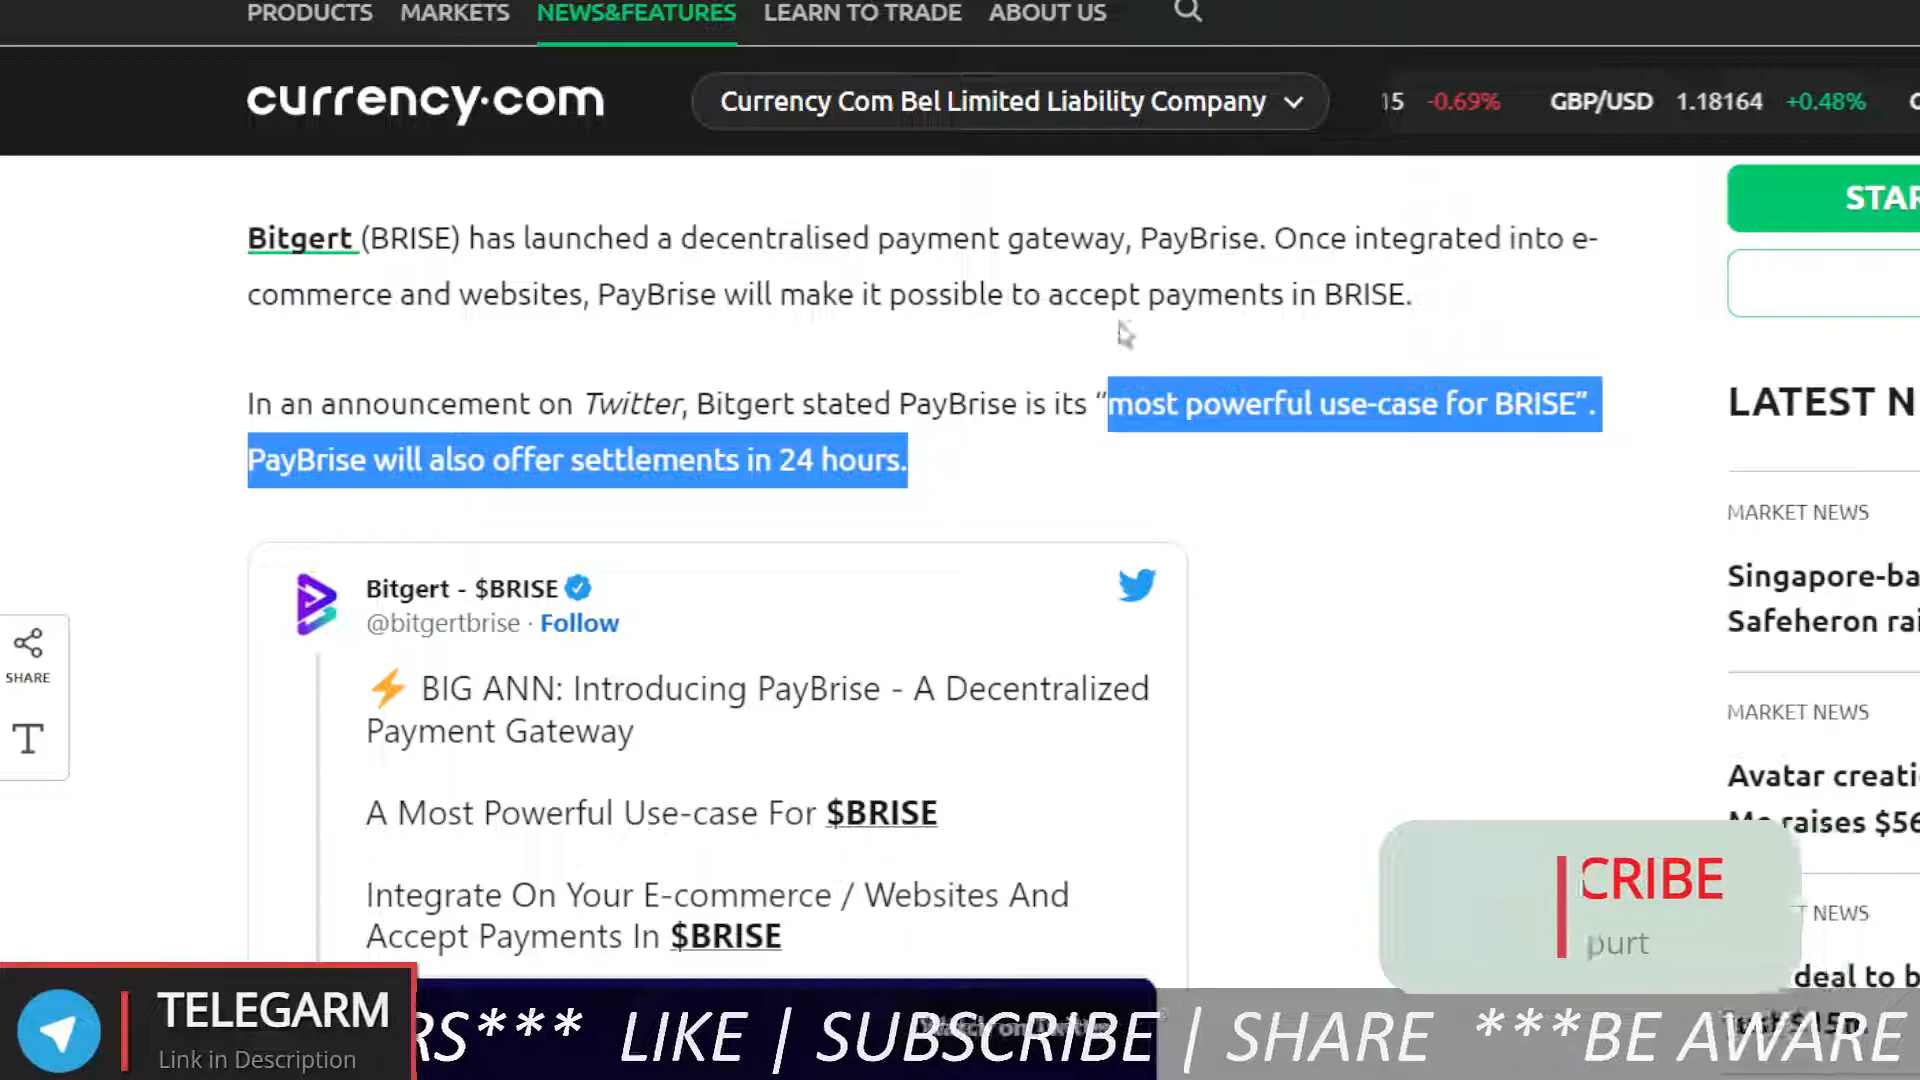 PRODUCTS MARKETS NEWS&FEATURES LEARN TO TRADE ABOUT US
currency.com Currency Com Bel Limited Liability Company 15 -0.69% GBP/USD 1.18164 +0.48%
STAR
Bitgert (BRISE) has launched a decentralised payment gateway, PayBrise. Once integrated into e-
commerce and websites, PayBrise will make it possible to accept payments in BRISE.
In an announcement on Twitter, Bitgert stated PayBrise is its “most powerful use-case for BRISE”.
PayBrise will also offer settlements in 24 hours.
Bitgert - $BRISE
@bitgertbrise · Follow
⚡ BIG ANN: Introducing PayBrise - A Decentralized
Payment Gateway
A Most Powerful Use-case For $BRISE
Integrate On Your E-commerce / Websites And
Accept Payments In $BRISE
SHARE
T
LATEST N
MARKET NEWS
Singapore-ba
Safeheron rai
MARKET NEWS
Avatar creati
raises $56
T NEWS
deal to b
CRIBE
purt
TELEGARM
Link in Description
RS*** LIKE | SUBSCRIBE | SHARE ***BE AWARE